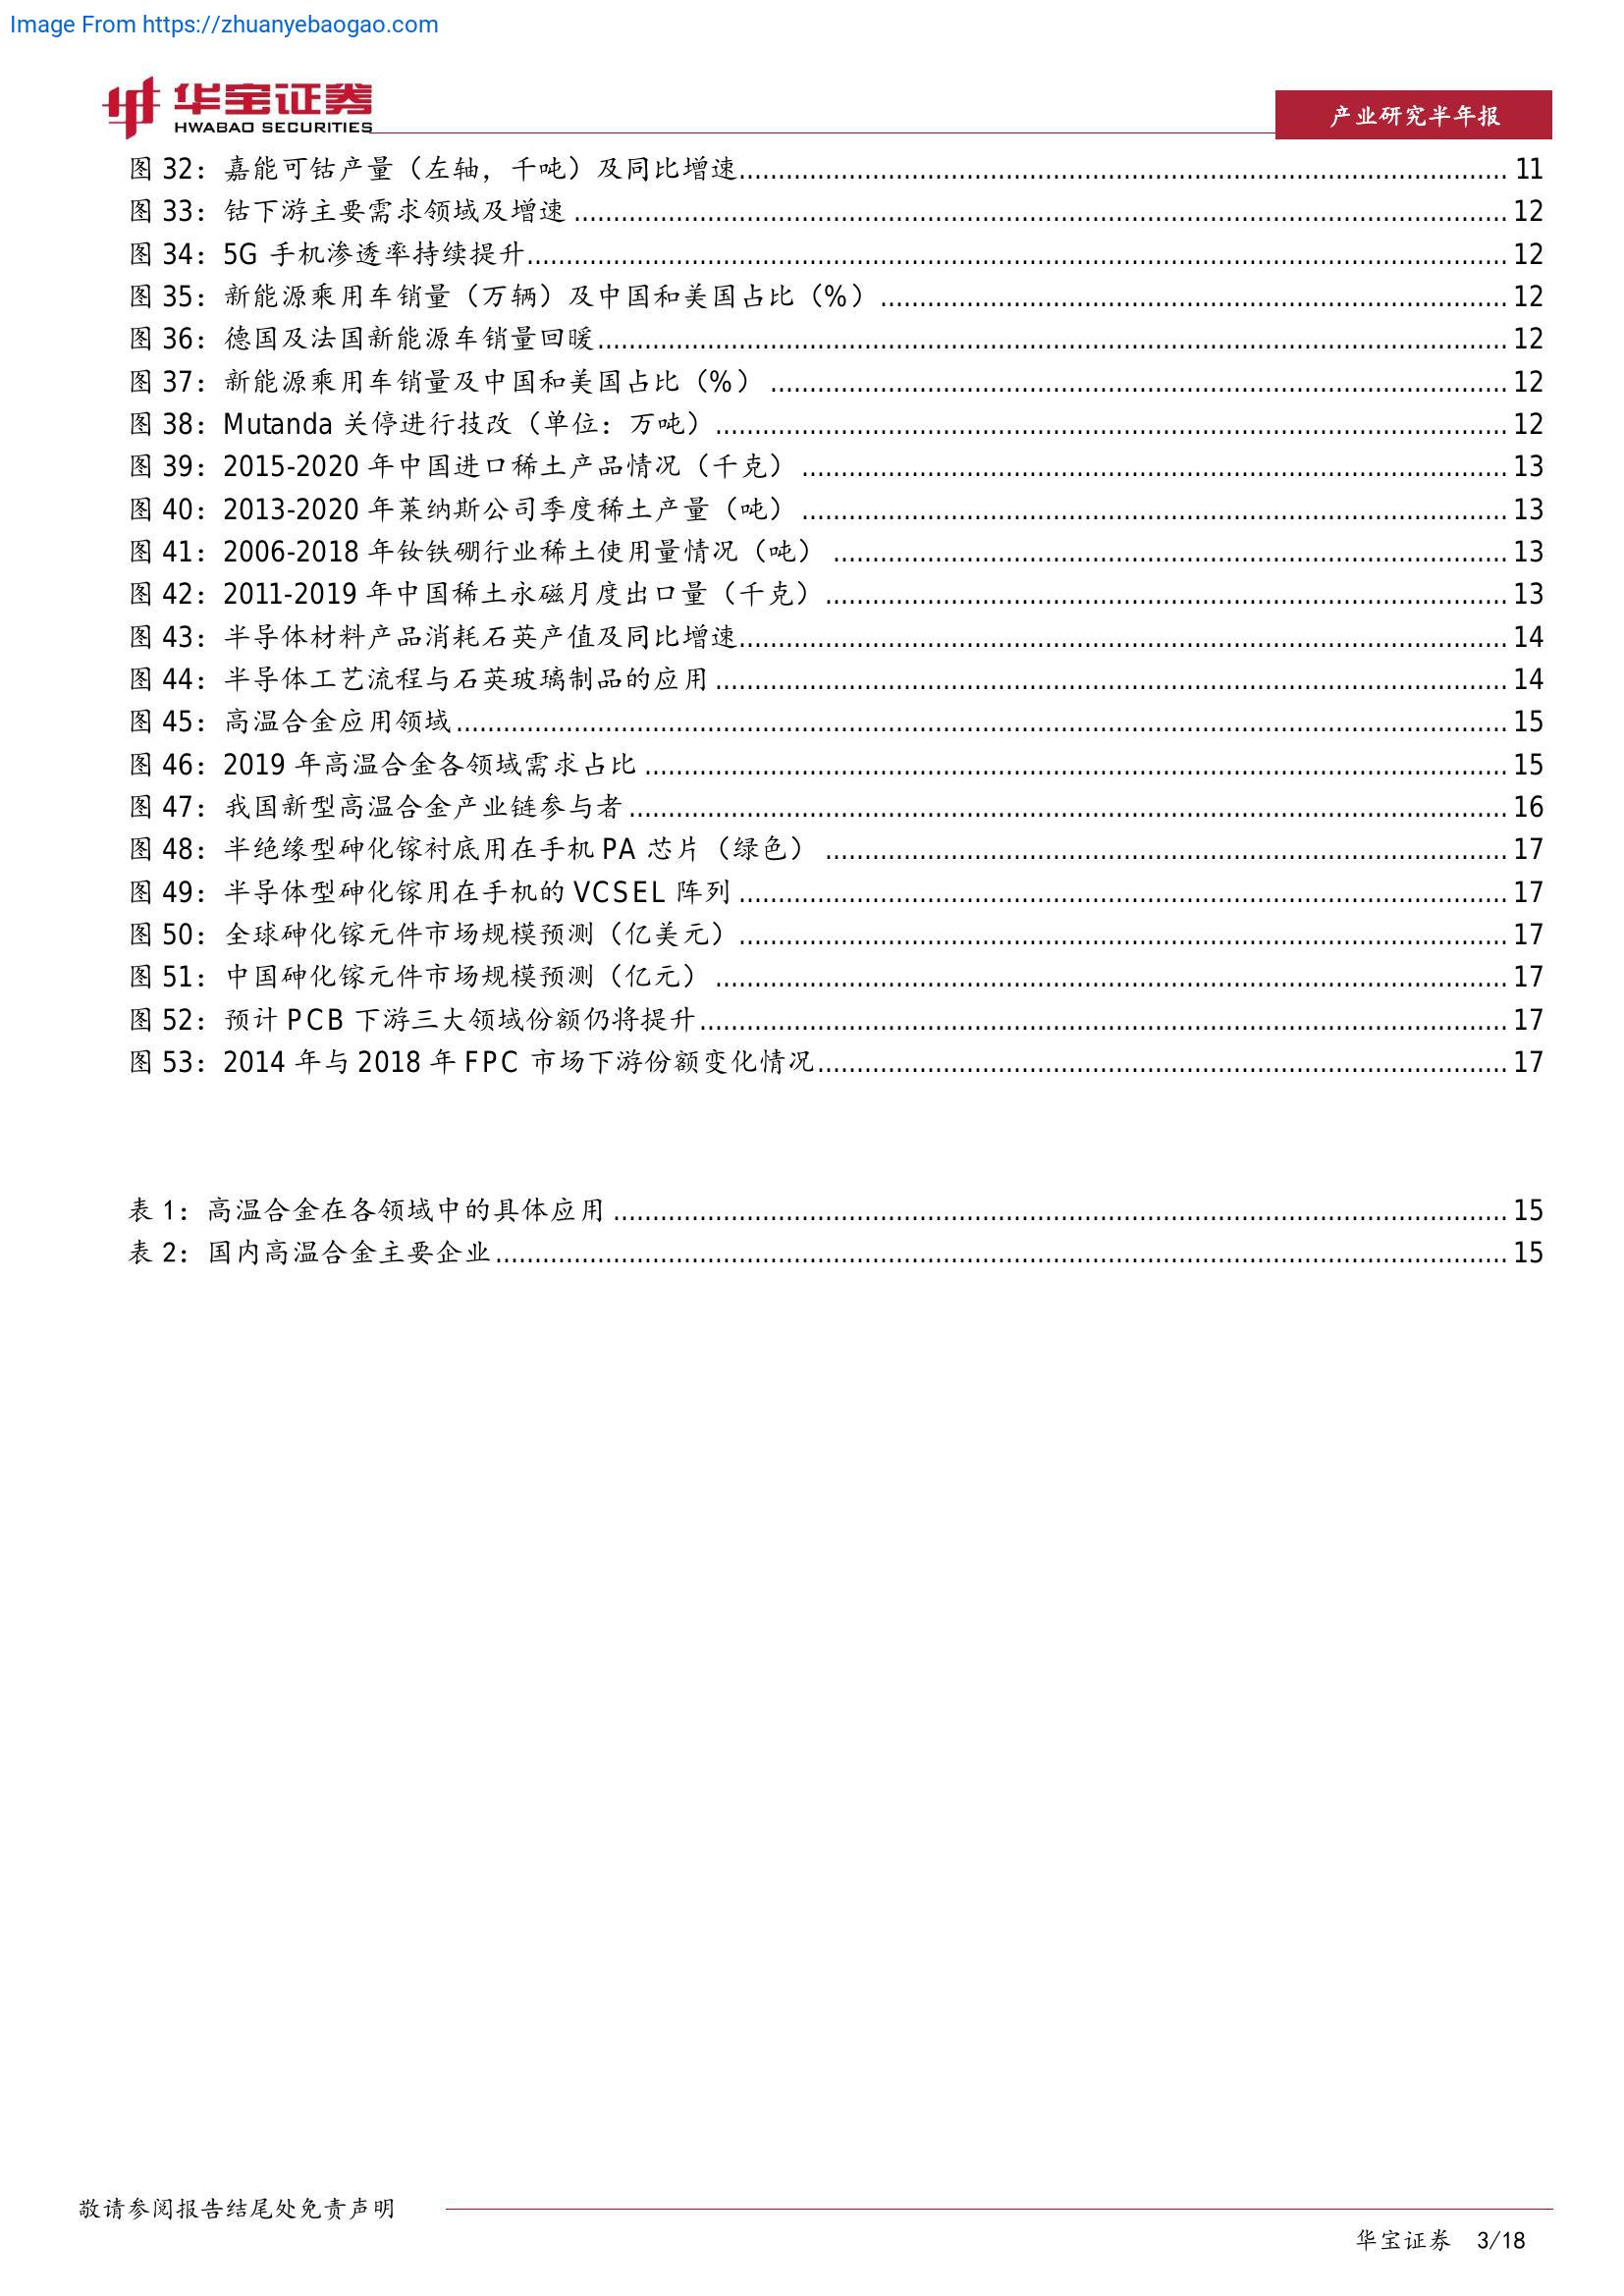 Image From https://zhuanyebaogao.com
华宝证券
HWABAO SECURITIES
产业研究半年报
图 32：嘉能可钴产量（左轴，千吨）及同比增速 11
图 33：钴下游主要需求领域及增速 12
图 34：5G 手机渗透率持续提升 12
图 35：新能源乘用车销量（万辆）及中国和美国占比（%） 12
图 36：德国及法国新能源车销量回暖 12
图 37：新能源乘用车销量及中国和美国占比（%） 12
图 38：Mutanda 关停进行技改（单位：万吨） 12
图 39：2015-2020 年中国进口稀土产品情况（千克） 13
图 40：2013-2020 年莱纳斯公司季度稀土产量（吨） 13
图 41：2006-2018 年钕铁硼行业稀土使用量情况（吨） 13
图 42：2011-2019 年中国稀土永磁月度出口量（千克） 13
图 43：半导体材料产品消耗石英产值及同比增速 14
图 44：半导体工艺流程与石英玻璃制品的应用 14
图 45：高温合金应用领域 15
图 46：2019 年高温合金各领域需求占比 15
图 47：我国新型高温合金产业链参与者 16
图 48：半绝缘型砷化镓衬底用在手机 PA 芯片（绿色） 17
图 49：半导体型砷化镓用在手机的 VCSEL 阵列 17
图 50：全球砷化镓元件市场规模预测（亿美元） 17
图 51：中国砷化镓元件市场规模预测（亿元） 17
图 52：预计 PCB 下游三大领域份额仍将提升 17
图 53：2014 年与 2018 年 FPC 市场下游份额变化情况 17
表 1：高温合金在各领域中的具体应用 15
表 2：国内高温合金主要企业 15
敬请参阅报告结尾处免责声明
华宝证券 3/18